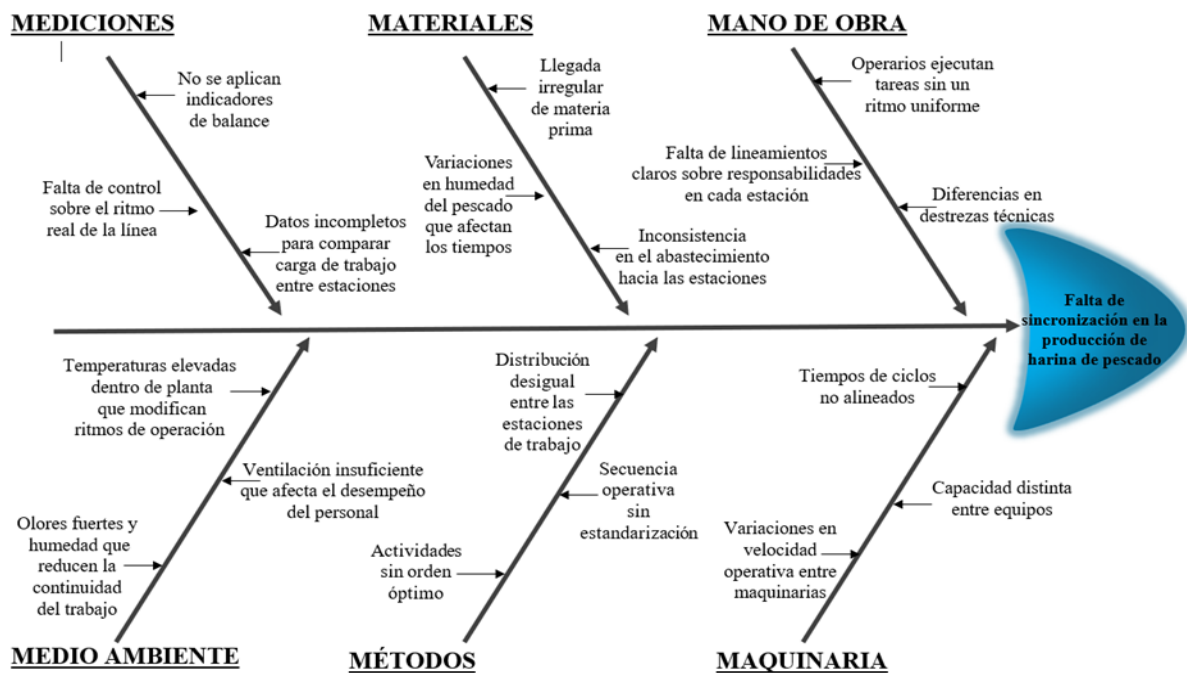 MEDICIONES
No se aplican
indicadores
de balance
Falta de control
sobre el ritmo
real de la línea
Datos incompletos
para comparar
carga de trabajo
entre estaciones
MATERIALES
Llegada
irregular
de materia
prima
Variaciones
en humedad
del pescado
que afectan
los tiempos
Inconsistencia
en el abastecimiento
hacia las estaciones
MANO DE OBRA
Operarios ejecutan
tareas sin un
ritmo uniforme
Falta de lineamientos
claros sobre responsabilidades
en cada estación
Diferencias en
destrezas técnicas
Falta de
sincronización en la
producción de
harina de pescado
Temperaturas elevadas
dentro de planta
que modifican
ritmos de operación
Ventilación insuficiente
que afecta el desempeño
del personal
Olores fuertes y
humedad que
reducen la
continuidad
del trabajo
MEDIO AMBIENTE
Distribución
desigual
entre las
estaciones
de trabajo
Secuencia
operativa
sin
estandarización
Actividades
sin orden
óptimo
MÉTODOS
Tiempos de ciclos
no alineados
Capacidad distinta
entre equipos
Variaciones en
velocidad
operativa entre
maquinarias
MAQUINARIA